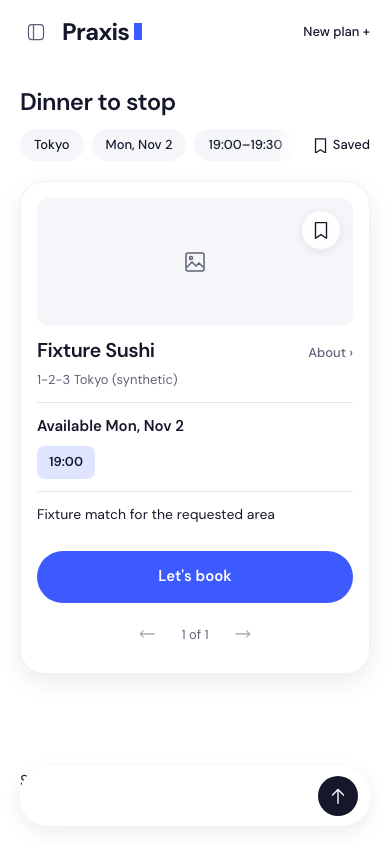 Praxis
New plan +
Dinner to stop
Tokyo
Mon, Nov 2
19:00–19:30
Saved
Fixture Sushi
About ›
1-2-3 Tokyo (synthetic)
Available Mon, Nov 2
19:00
Fixture match for the requested area
Let's book
← 1 of 1 →